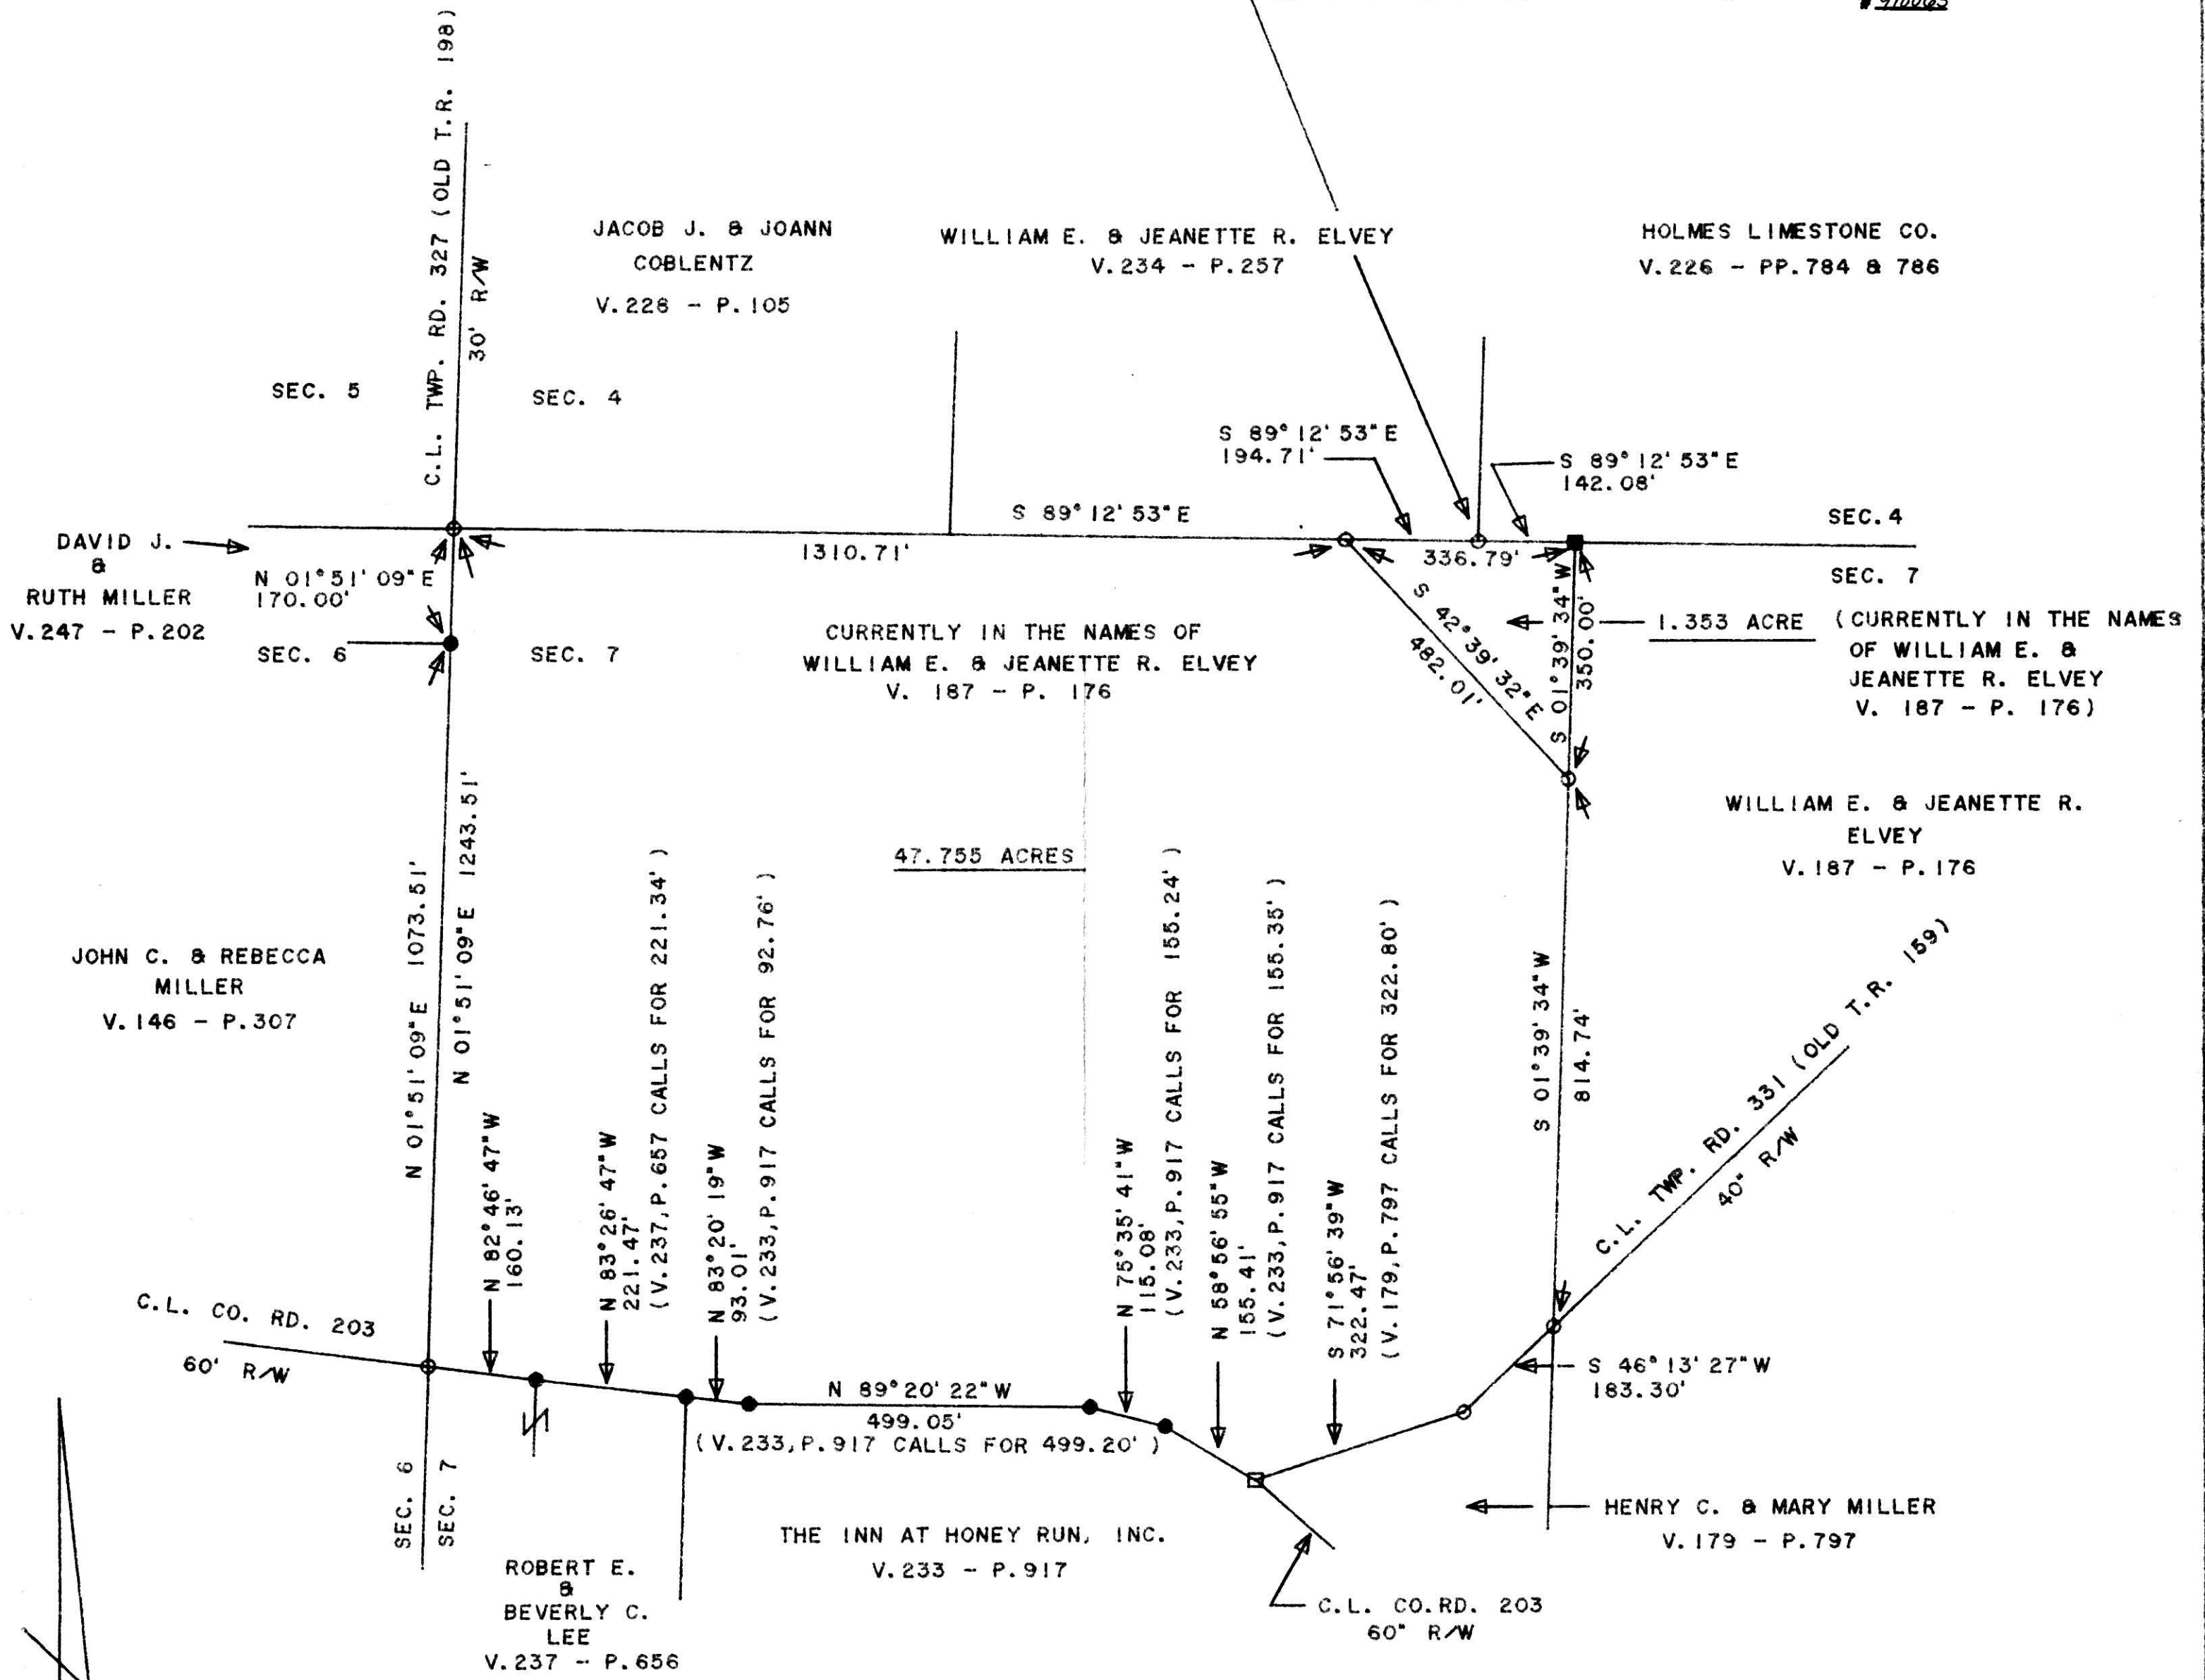 C.L. TWP. RD. 327 (OLD T.R. 198)
30' R/W
JACOB J. & JOANN
COBLENTZ
V.228 - P.105
WILLIAM E. & JEANETTE R. ELVEY
V.234 - P.257
HOLMES LIMESTONE CO.
V.226 - PP.784 & 786
SEC. 5
SEC. 4
S 89° 12' 53" E
194.71'
S 89° 12' 53" E
142.08'
S 89° 12' 53" E
1310.71'
336.79'
SEC.4
SEC. 7
DAVID J.
&
RUTH MILLER
V.247 - P.202
N 01° 51' 09" E
170.00'
SEC. 6
SEC. 7
CURRENTLY IN THE NAMES OF
WILLIAM E. & JEANETTE R. ELVEY
V. 187 - P. 176
S 42° 39' 32" E
482.01'
S 01° 39' 34" W
350.00'
1.353 ACRE
(CURRENTLY IN THE NAMES
OF WILLIAM E. &
JEANETTE R. ELVEY
V. 187 - P. 176)
WILLIAM E. & JEANETTE R.
ELVEY
V.187 - P.176
47.755 ACRES
JOHN C. & REBECCA
MILLER
V.146 - P.307
N 01° 51' 09" E 1073.51'
N 01° 51' 09" E 1243.51'
N 82° 46' 47" W
160.13'
N 83° 26' 47" W
221.47'
(V.237,P.657 CALLS FOR 221.34' )
N 83° 20' 19" W
93.01'
(V.233,P.917 CALLS FOR 92.76' )
N 75° 35' 41" W
115.08'
(V.233,P.917 CALLS FOR 155.24' )
N 58° 56' 55" W
155.41'
(V.233,P.917 CALLS FOR 155.35' )
S 71° 56' 39" W
322.47'
(V.179,P.797 CALLS FOR 322.80' )
S 01° 39' 34" W
814.74'
C.L. TWP. RD. 331 (OLD T.R. 159)
40" R/W
C.L. CO. RD. 203
60' R/W
N 89° 20' 22" W
499.05'
(V.233,P.917 CALLS FOR 499.20' )
S 46° 13' 27" W
183.30'
SEC. 6
SEC. 7
HENRY C. & MARY MILLER
V.179 - P.797
THE INN AT HONEY RUN, INC.
V.233 - P.917
ROBERT E.
&
BEVERLY C.
LEE
V.237 - P.656
C.L. CO.RD. 203
60" R/W